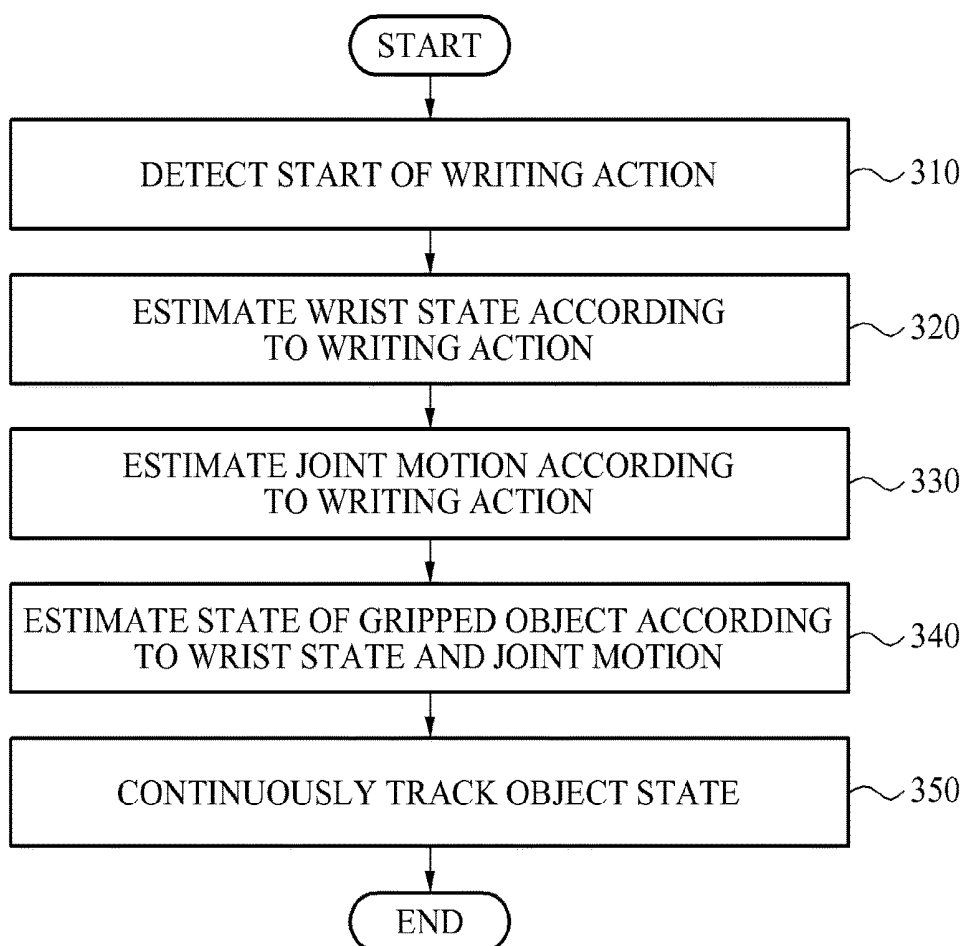 START
DETECT START OF WRITING ACTION
310
ESTIMATE WRIST STATE ACCORDING
TO WRITING ACTION
320
ESTIMATE JOINT MOTION ACCORDING
TO WRITING ACTION
330
ESTIMATE STATE OF GRIPPED OBJECT ACCORDING
TO WRIST STATE AND JOINT MOTION
340
CONTINUOUSLY TRACK OBJECT STATE
350
END